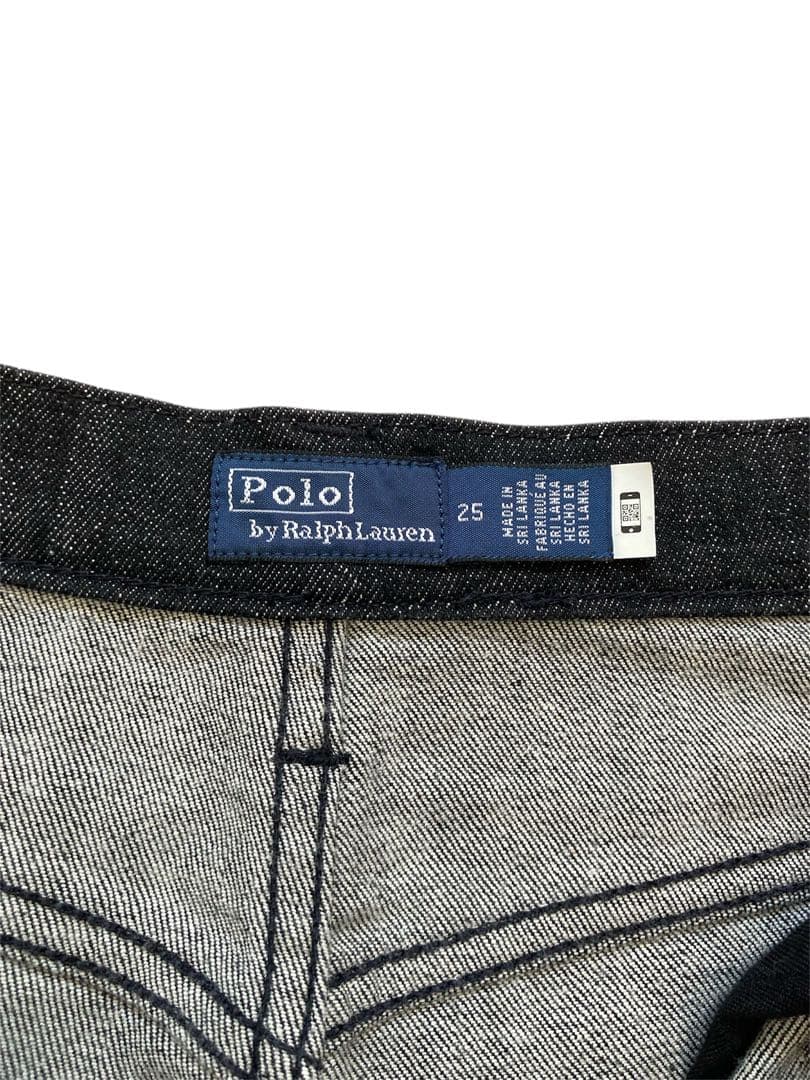 Polo
by Ralph Lauren
25
MADE IN
SRI LANKA
FABRIQUE AU
SRI LANKA
HECHO EN
SRI LANKA